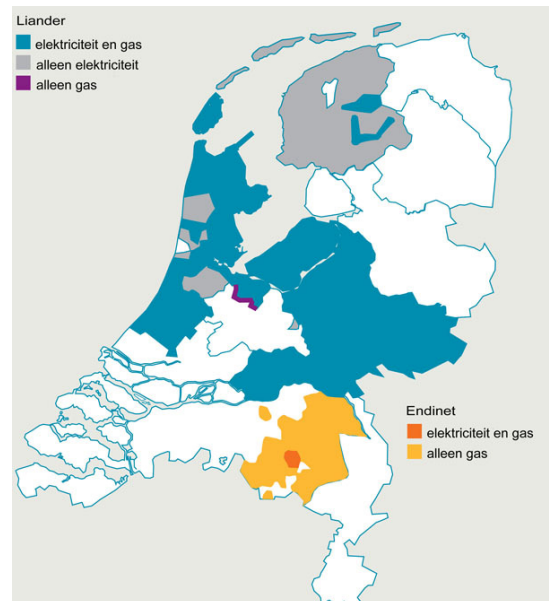 Liander
elektriciteit en gas
alleen elektriciteit
alleen gas
Endinet
elektriciteit en gas
alleen gas